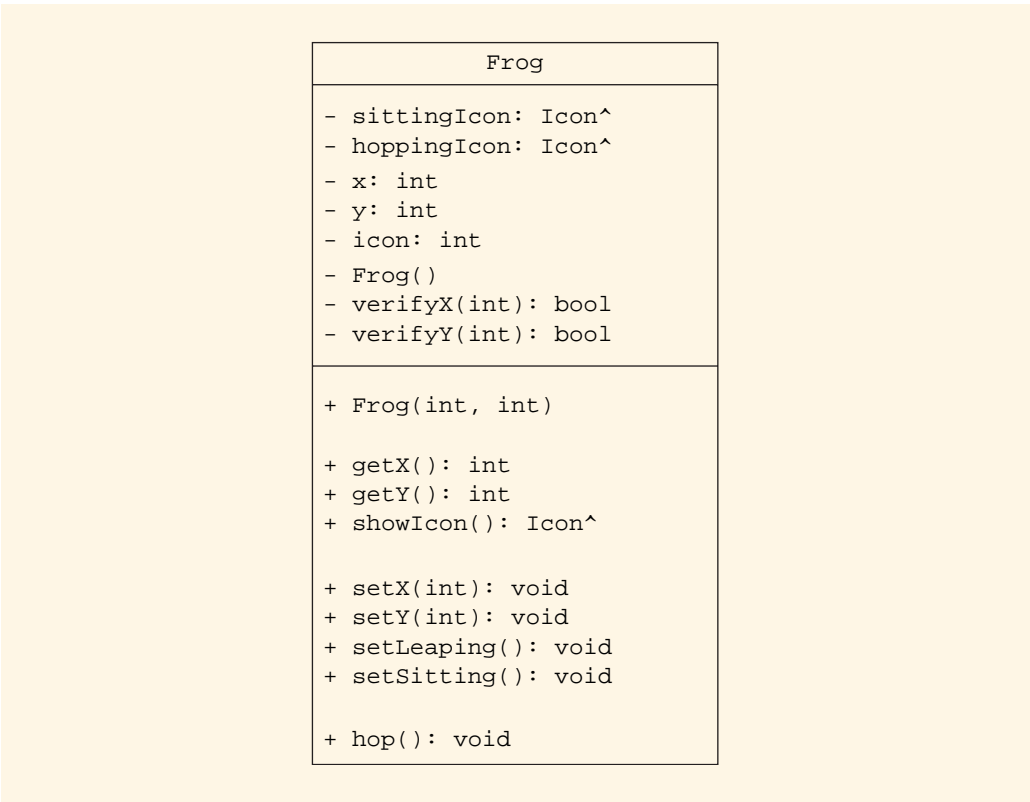 Frog
- sittingIcon: Icon^
- hoppingIcon: Icon^
- x: int
- y: int
- icon: int
- Frog()
- verifyX(int): bool
- verifyY(int): bool
+ Frog(int, int)
+ getX(): int
+ getY(): int
+ showIcon(): Icon^
+ setX(int): void
+ setY(int): void
+ setLeaping(): void
+ setSitting(): void
+ hop(): void